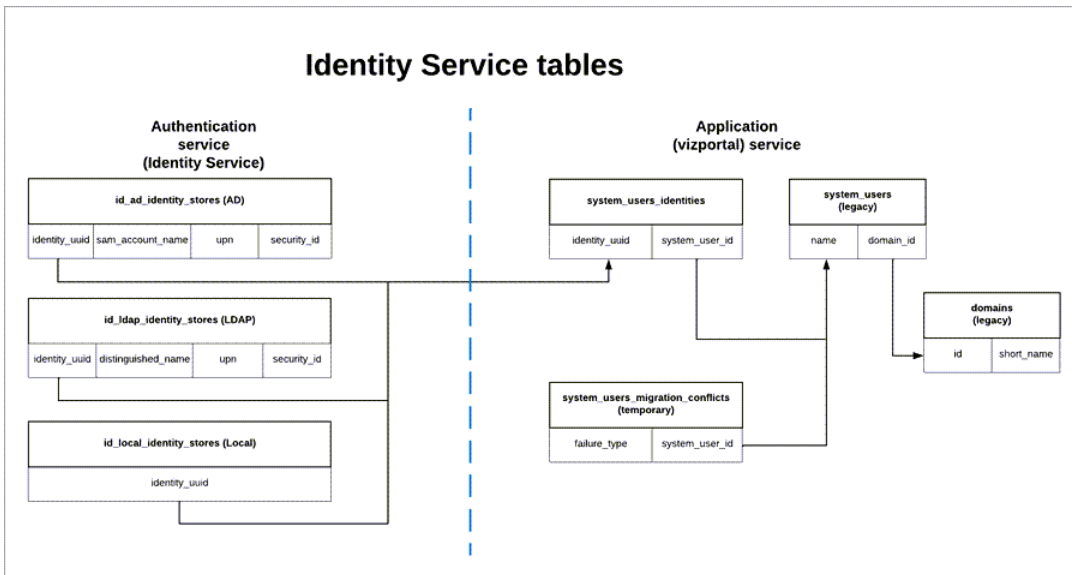 Identity Service tables
Authentication
service
(Identity Service)
id_ad_identity_stores (AD)
identity_uuid sam_account_name upn security_id
id_ldap_identity_stores (LDAP)
identity_uuid distinguished_name upn security_id
id_local_identity_stores (Local)
identity_uuid
Application
(vizportal) service
system_users_identities
identity_uuid system_user_id
system_users
(legacy)
name domain_id
domains
(legacy)
id short_name
system_users_migration_conflicts
(temporary)
failure_type system_user_id